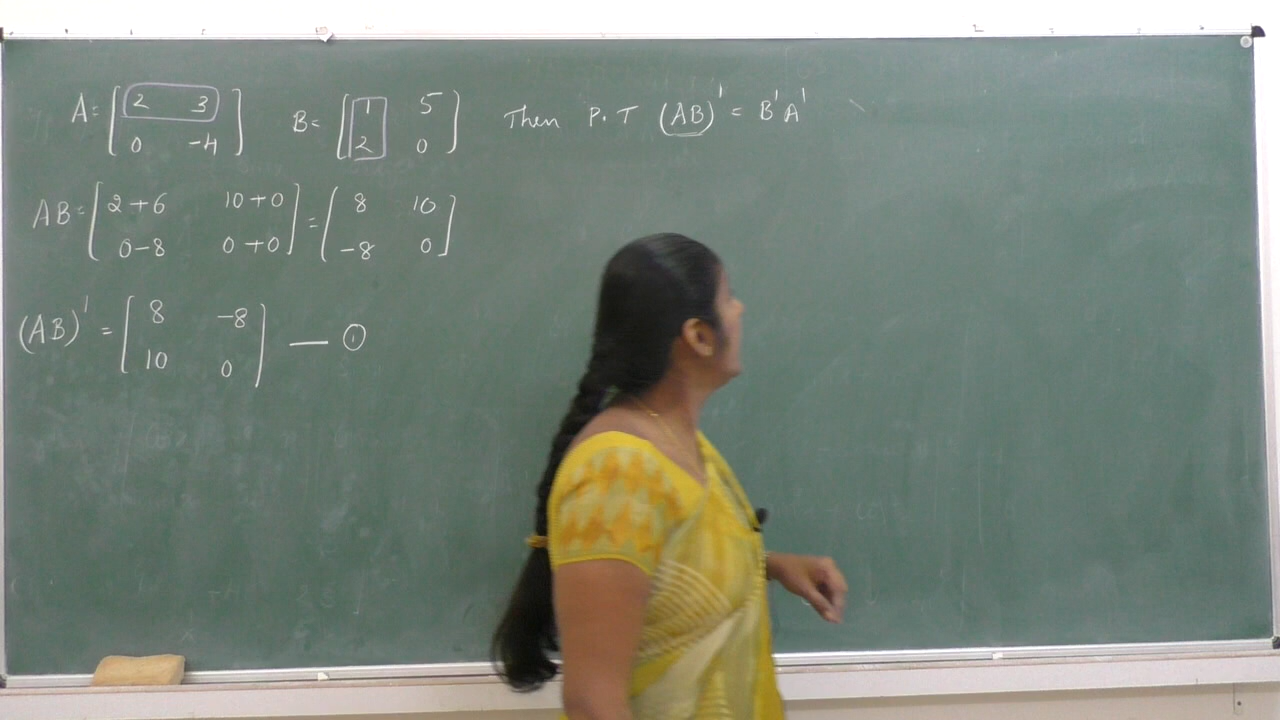 A= [2 3 0 -4] B= [1 5 2 0] Then P.T (AB)' = B'A'
AB= [2+6 10+0 0-8 0+0] = [8 10 -8 0]
(AB)' = [8 -8 10 0] — ①